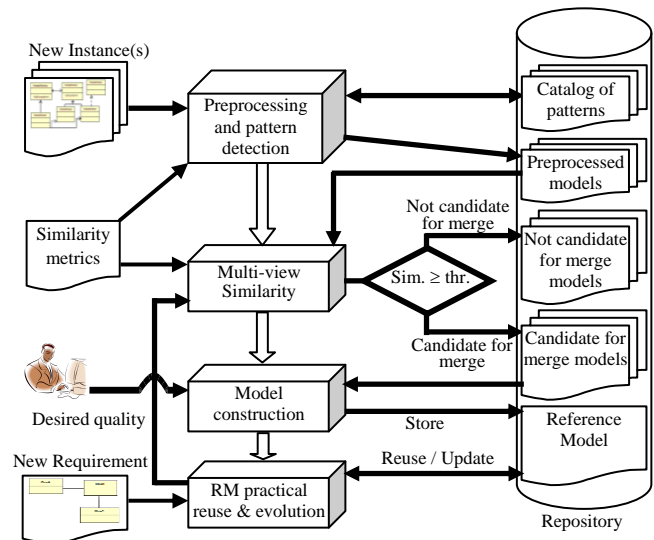 New Instance(s)
Preprocessing
and pattern
detection
Catalog of
patterns
Preprocessed
models
Similarity
metrics
Not candidate
for merge
Not candidate
for merge
models
Multi-view
Similarity
Sim. ≥ thr.
Candidate for
merge
Candidate for
merge models
Desired quality
Model
construction
Store
Reference
Model
New Requirement
RM practical
reuse & evolution
Reuse / Update
Repository